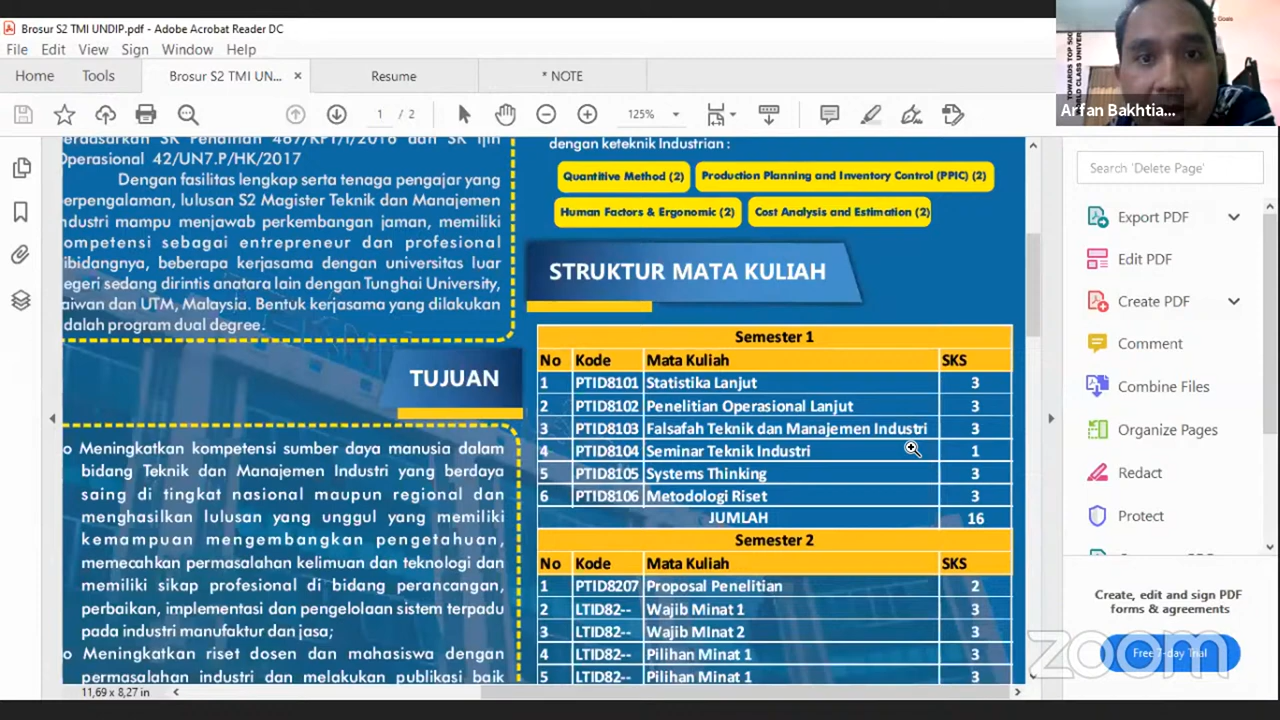 Brosur S2 TMI UNDIP.pdf - Adobe Acrobat Reader DC
File Edit View Sign Window Help
Home Tools Brosur S2 TMI UN... × Resume * NOTE
1 / 2 125%
Operasional 42/UN7.P/HK/2017
Dengan fasilitas lengkap serta tenaga pengajar yang
erpengalaman, lulusan S2 Magister Teknik dan Manajemen
ndustri mampu menjawab perkembangan jaman, memiliki
ompetensi sebagai entrepreneur dan profesional
ibidangnya, beberapa kerjasama dengan universitas luar
egeri sedang dirintis anatara lain dengan Tunghai University,
aiwan dan UTM, Malaysia. Bentuk kerjasama yang dilakukan
dalah program dual degree.
TUJUAN
o Meningkatkan kompetensi sumber daya manusia dalam
bidang Teknik dan Manajemen Industri yang berdaya
saing di tingkat nasional maupun regional dan
menghasilkan lulusan yang unggul yang memiliki
kemampuan mengembangkan pengetahuan,
memecahkan permasalahan kelimuan dan teknologi dan
memiliki sikap profesional di bidang perancangan,
perbaikan, implementasi dan pengelolaan sistem terpadu
pada industri manufaktur dan jasa;
o Meningkatkan riset dosen dan mahasiswa dengan
permasalahan industri dan melakukan publikasi baik
dengan keteknik Industrian :
Quantitive Method (2) Production Planning and Inventory Control (PPIC) (2)
Human Factors & Ergonomic (2) Cost Analysis and Estimation (2)
STRUKTUR MATA KULIAH
Semester 1
No Kode Mata Kuliah SKS
1 PTID8101 Statistika Lanjut 3
2 PTID8102 Penelitian Operasional Lanjut 3
3 PTID8103 Falsafah Teknik dan Manajemen Industri 3
4 PTID8104 Seminar Teknik Industri 1
5 PTID8105 Systems Thinking 3
6 PTID8106 Metodologi Riset 3
JUMLAH 16
Semester 2
No Kode Mata Kuliah SKS
1 PTID8207 Proposal Penelitian 2
2 LTID82-- Wajib Minat 1 3
3 LTID82-- Wajib MInat 2 3
4 LTID82-- Pilihan Minat 1 3
5 LTID82-- Pilihan Minat 1 3
11,69 x 8,27 in
TOWARDS TOP 500
Arfan Bakhtia...
Search 'Delete Page'
Export PDF
Edit PDF
Create PDF
Comment
Combine Files
Organize Pages
Redact
Protect
Create, edit and sign PDF
forms & agreements
Free 7-day Trial
zoom